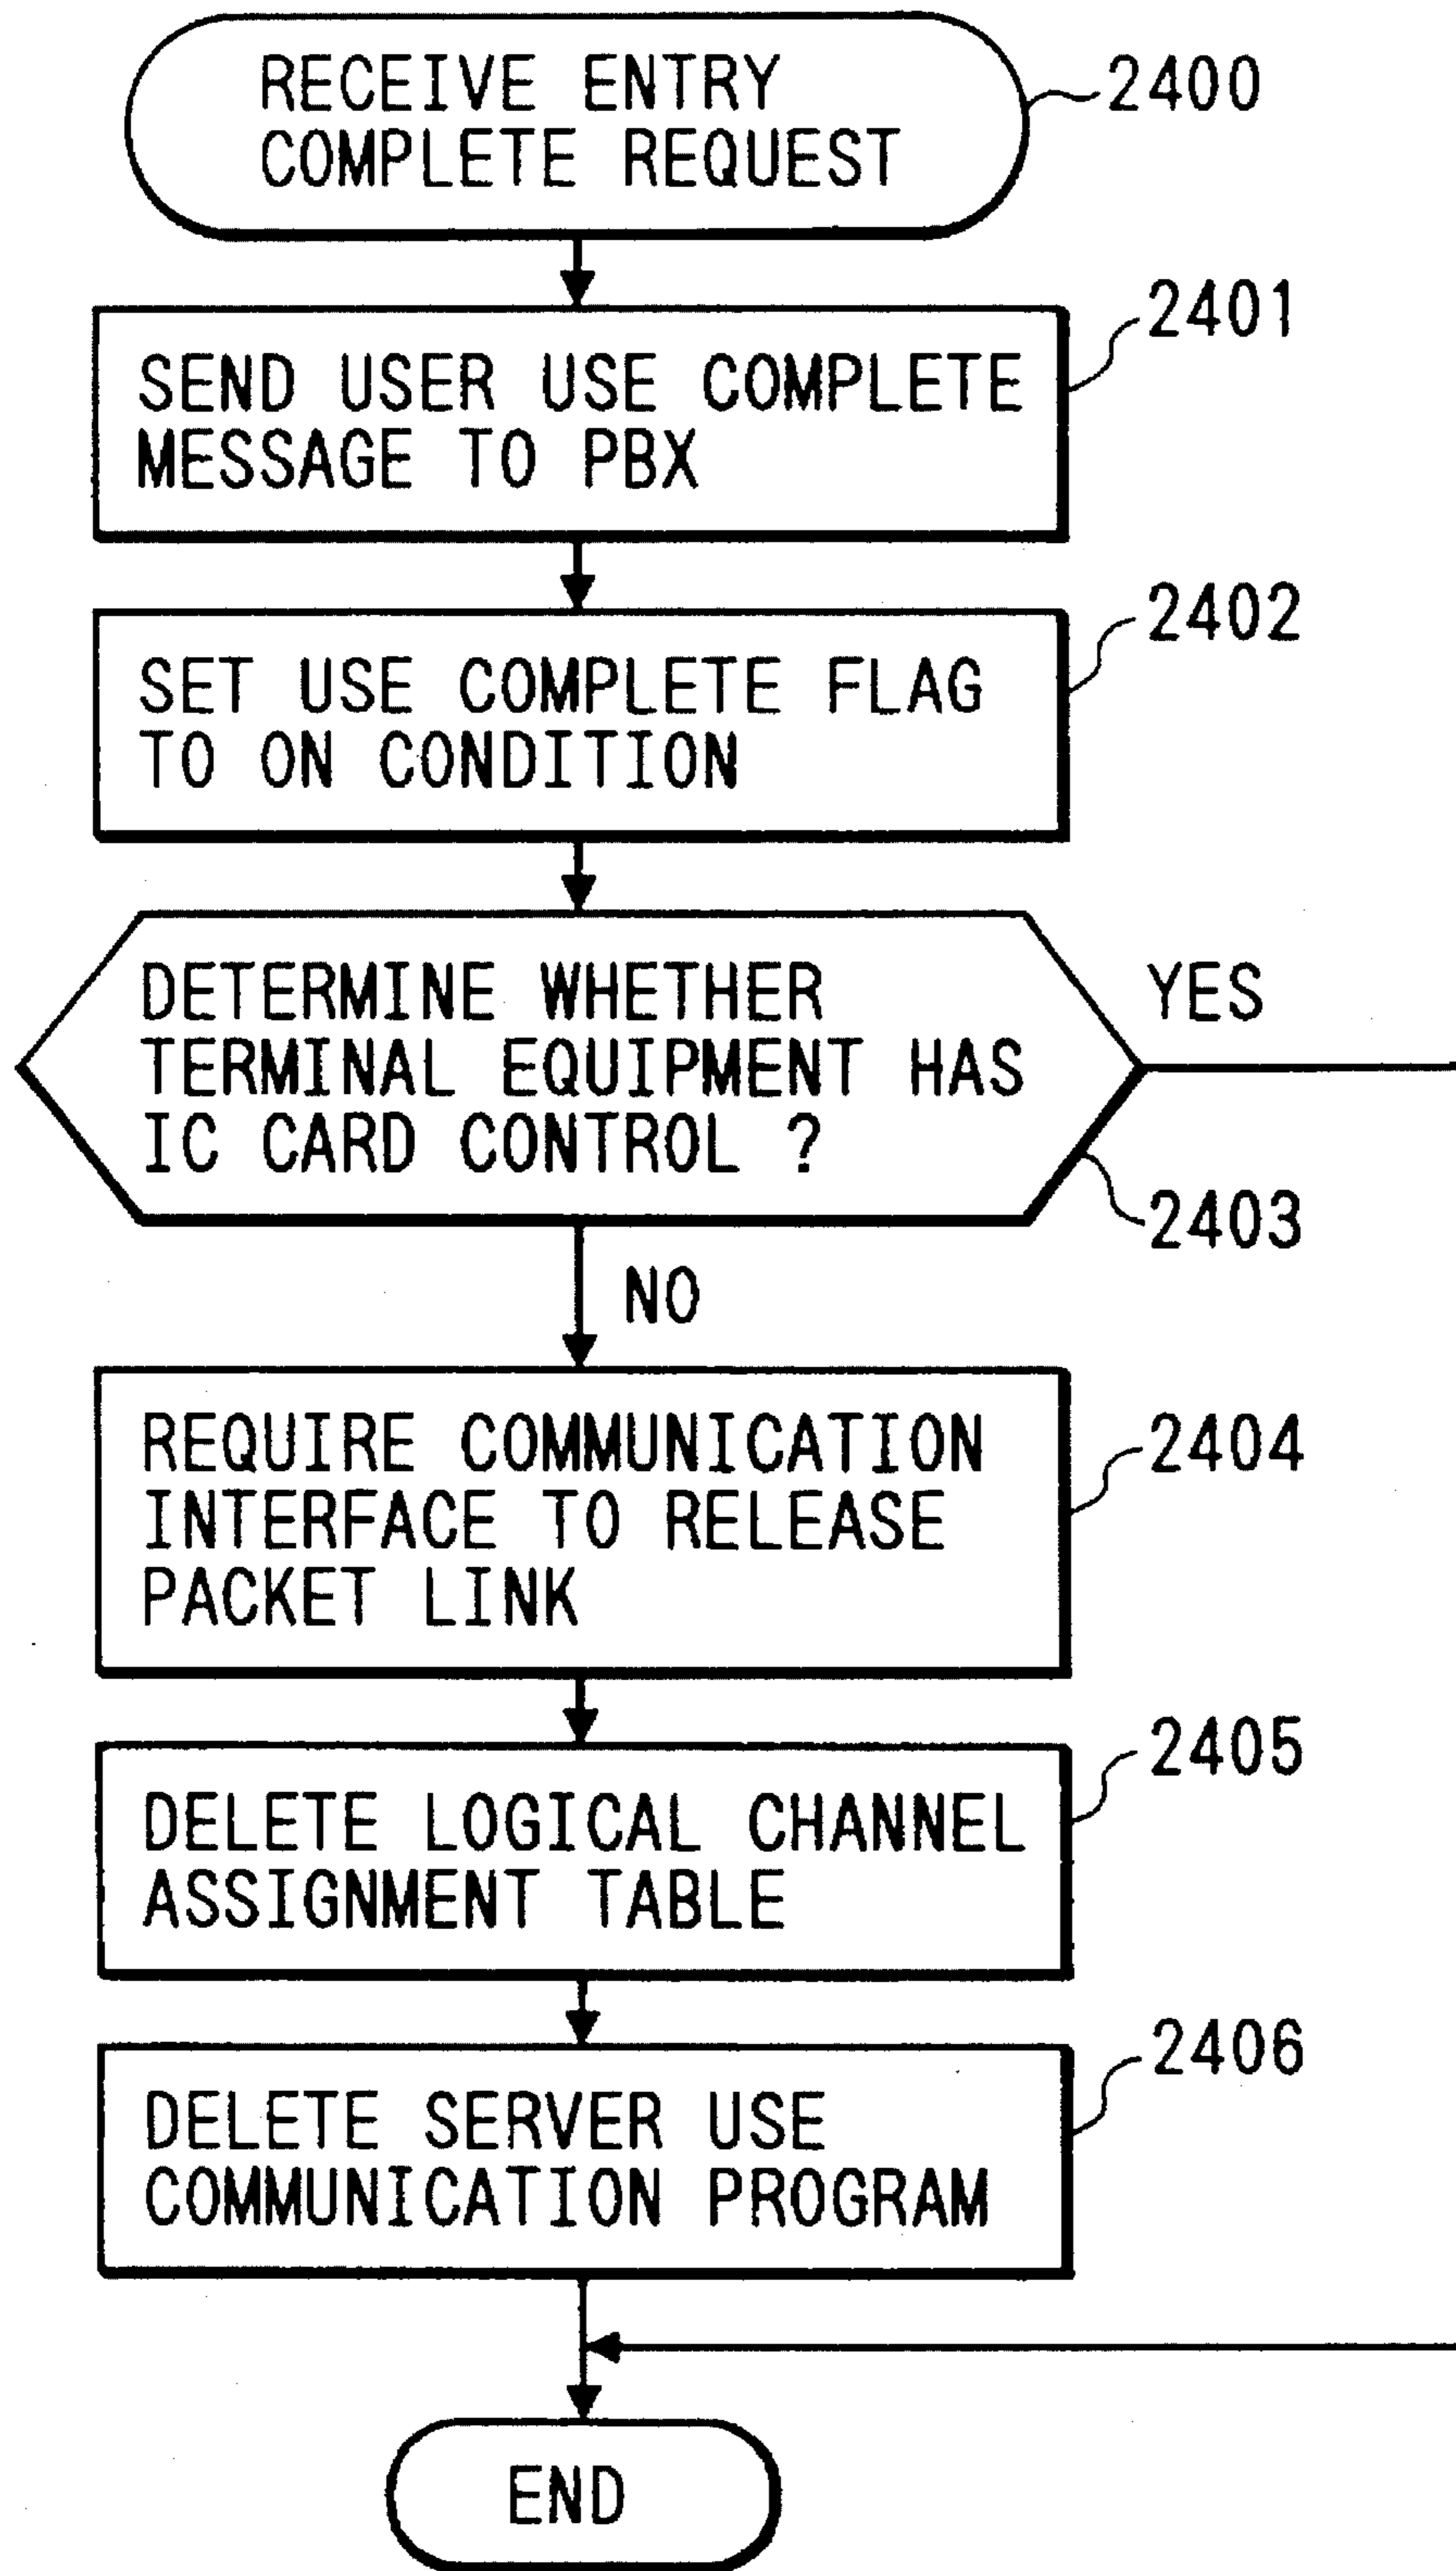 RECEIVE ENTRY
COMPLETE REQUEST
2400
SEND USER USE COMPLETE
MESSAGE TO PBX
2401
SET USE COMPLETE FLAG
TO ON CONDITION
2402
DETERMINE WHETHER
TERMINAL EQUIPMENT HAS
IC CARD CONTROL ?
YES
2403
NO
REQUIRE COMMUNICATION
INTERFACE TO RELEASE
PACKET LINK
2404
DELETE LOGICAL CHANNEL
ASSIGNMENT TABLE
2405
DELETE SERVER USE
COMMUNICATION PROGRAM
2406
END